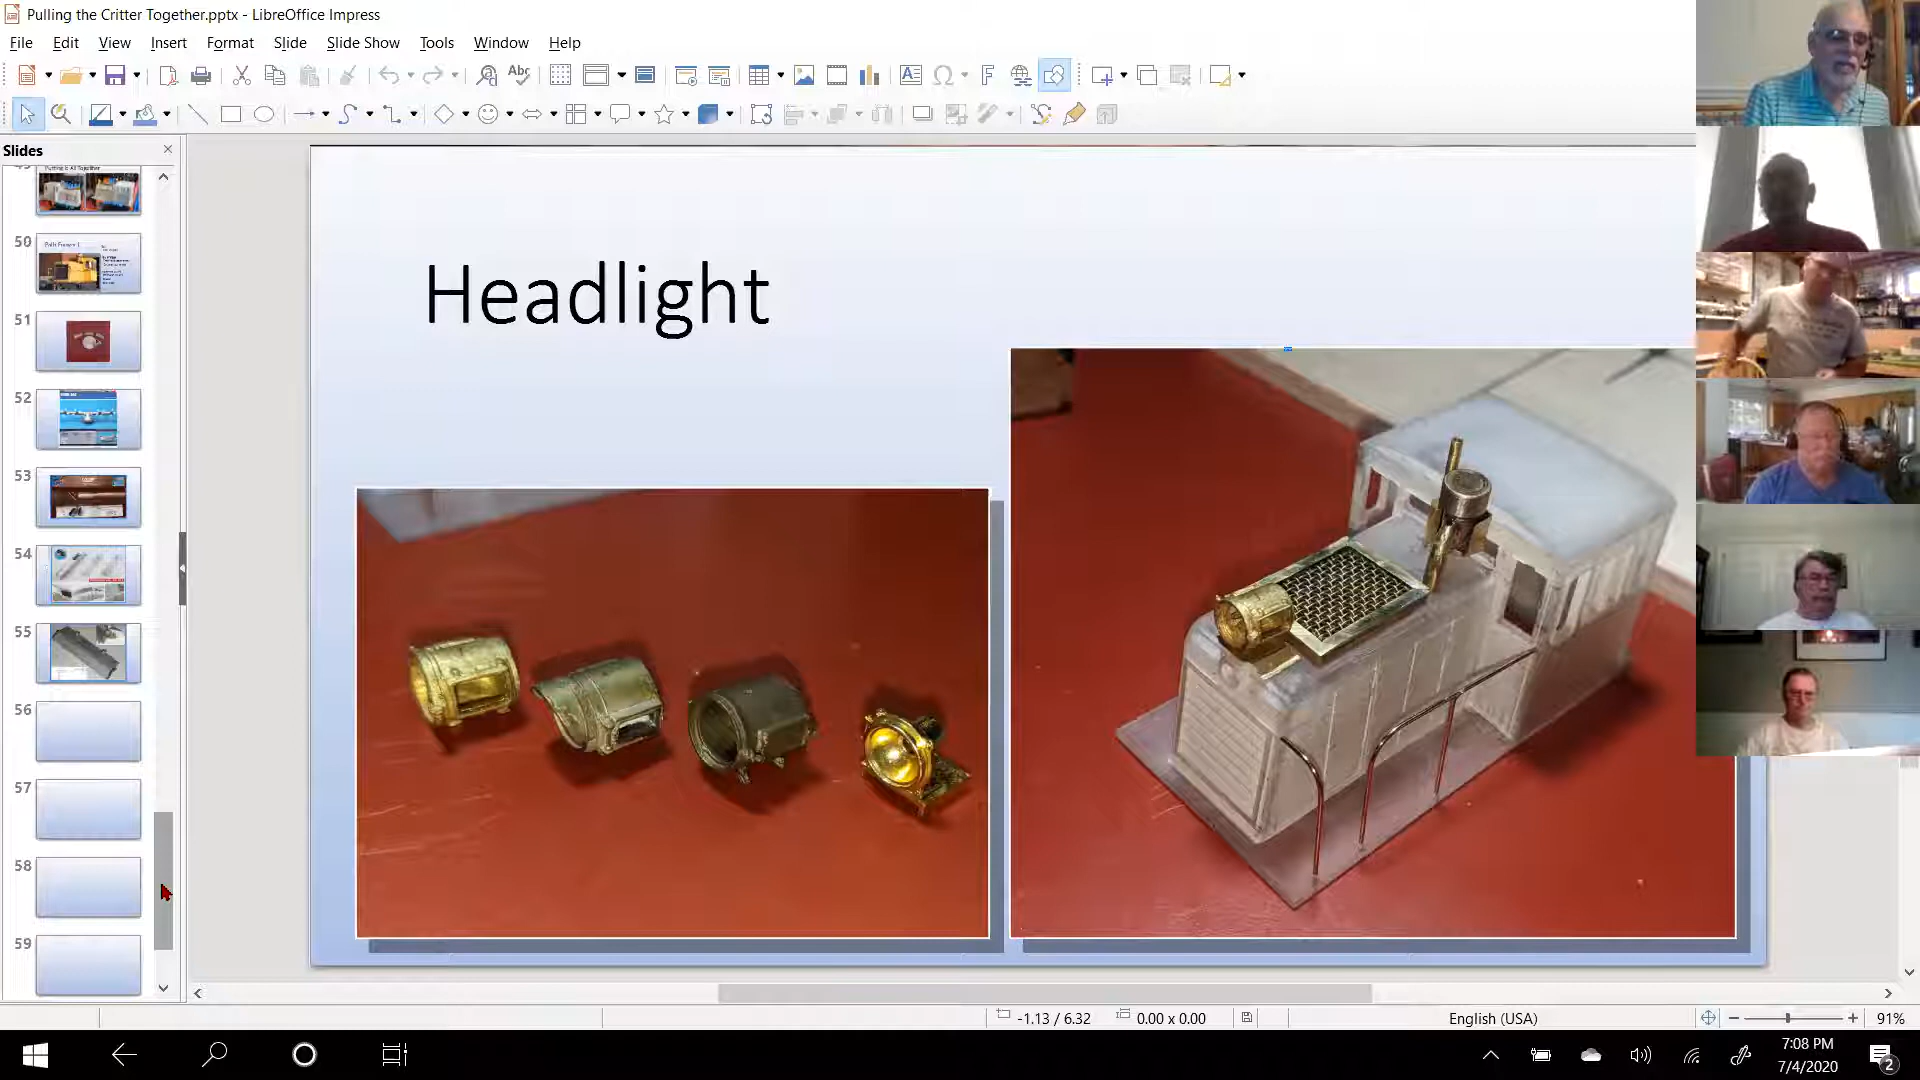 Pulling the Critter Together.pptx - LibreOffice Impress
File Edit View Insert Format Slide Slide Show Tools Window Help
Slides
50
51
52
53
54
55
56
57
58
59
Headlight
-1.13 / 6.32
0.00 x 0.00
English (USA)
91%
7:08 PM
7/4/2020
2